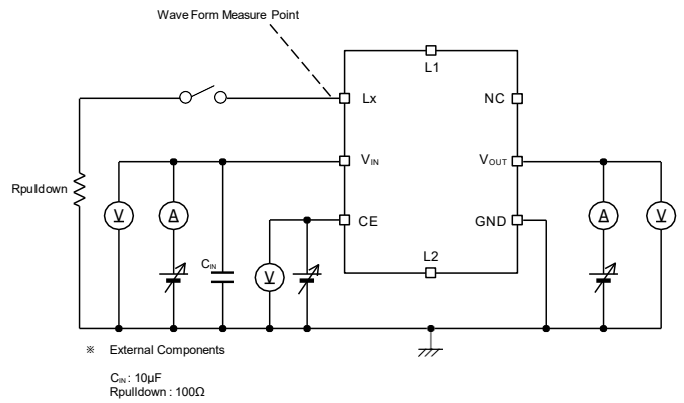 Wave Form Measure Point
L1
Lx
NC
VIN
VOUT
Rpulldown
V
A
CE
GND
A
V
CIN
V
L2
※ External Components
CIN : 10μF
Rpulldown : 100Ω